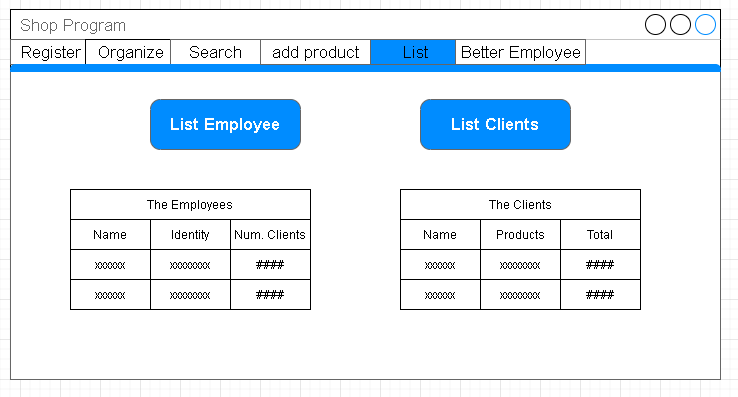 Shop Program
Register Organize Search add product List Better Employee
List Employee List Clients
The Employees The Clients
Name Identity Num. Clients Name Products Total
xxxxxx xxxxxxxx #### xxxxxx xxxxxxxx ####
xxxxxx xxxxxxxx #### xxxxxx xxxxxxxx ####